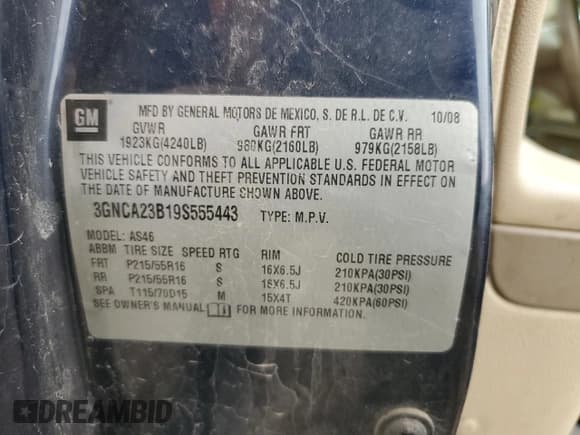 GM
MFD BY GENERAL MOTORS DE MEXICO, S. DE R.L. DE C.V. 10/08
GVWR GAWR FRT GAWR RR
1923KG(4240LB) 980KG(2160LB) 979KG(2158LB)
THIS VEHICLE CONFORMS TO ALL APPLICABLE U.S. FEDERAL MOTOR
VEHICLE SAFETY AND THEFT PREVENTION STANDARDS IN EFFECT ON
THE DATE OF MANUFACTURE SHOWN ABOVE.
3GNCA23B19S555443 TYPE: M.P.V.
MODEL: AS46
ABBM TIRE SIZE SPEED RTG RIM COLD TIRE PRESSURE
FRT P215/55R16 S 16X6.5J 210KPA(30PSI)
RR P215/55R16 S 16X6.5J 210KPA(30PSI)
SPA T115/70D15 M 15X4T 420KPA(60PSI)
SEE OWNER'S MANUAL FOR MORE INFORMATION.
DREAMBID